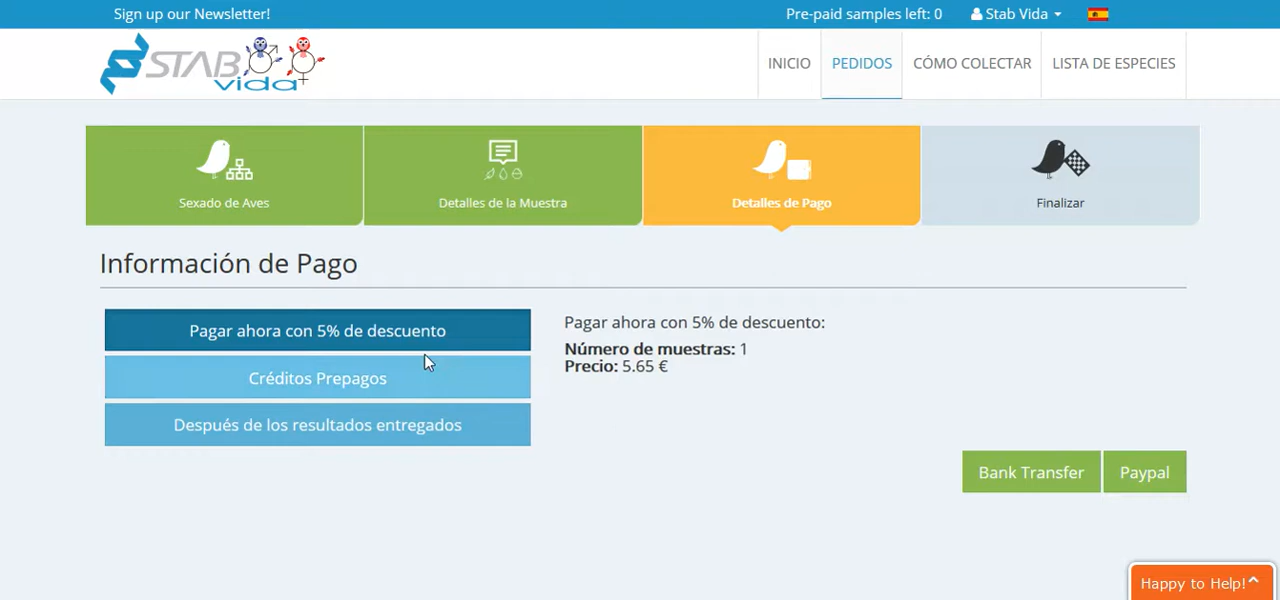 Sign up our Newsletter!
Pre-paid samples left: 0
Stab Vida
STAB vida
INICIO
PEDIDOS
CÓMO COLECTAR
LISTA DE ESPECIES
Sexado de Aves
Detalles de la Muestra
Detalles de Pago
Finalizar
Información de Pago
Pagar ahora con 5% de descuento
Créditos Prepagos
Después de los resultados entregados
Pagar ahora con 5% de descuento:
Número de muestras: 1
Precio: 5.65 €
Bank Transfer
Paypal
Happy to Help!